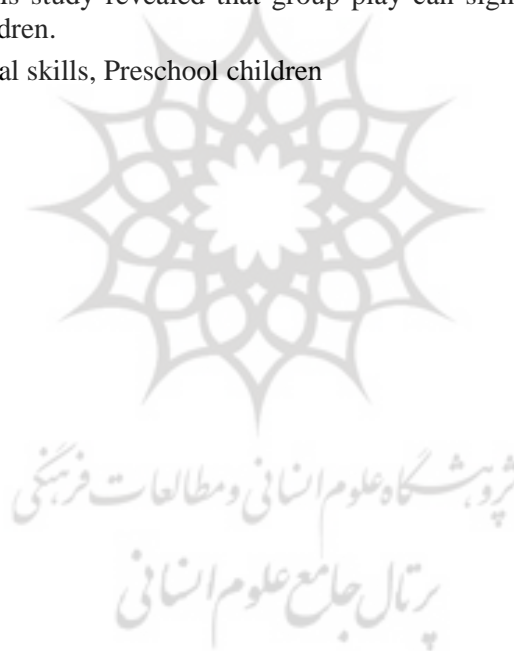 is study revealed that group play can sign
dren.
al skills, Preschool children
پژوهشگاه علوم انسانی و مطالعات فرهنگی
پرتال جامع علوم انسانی